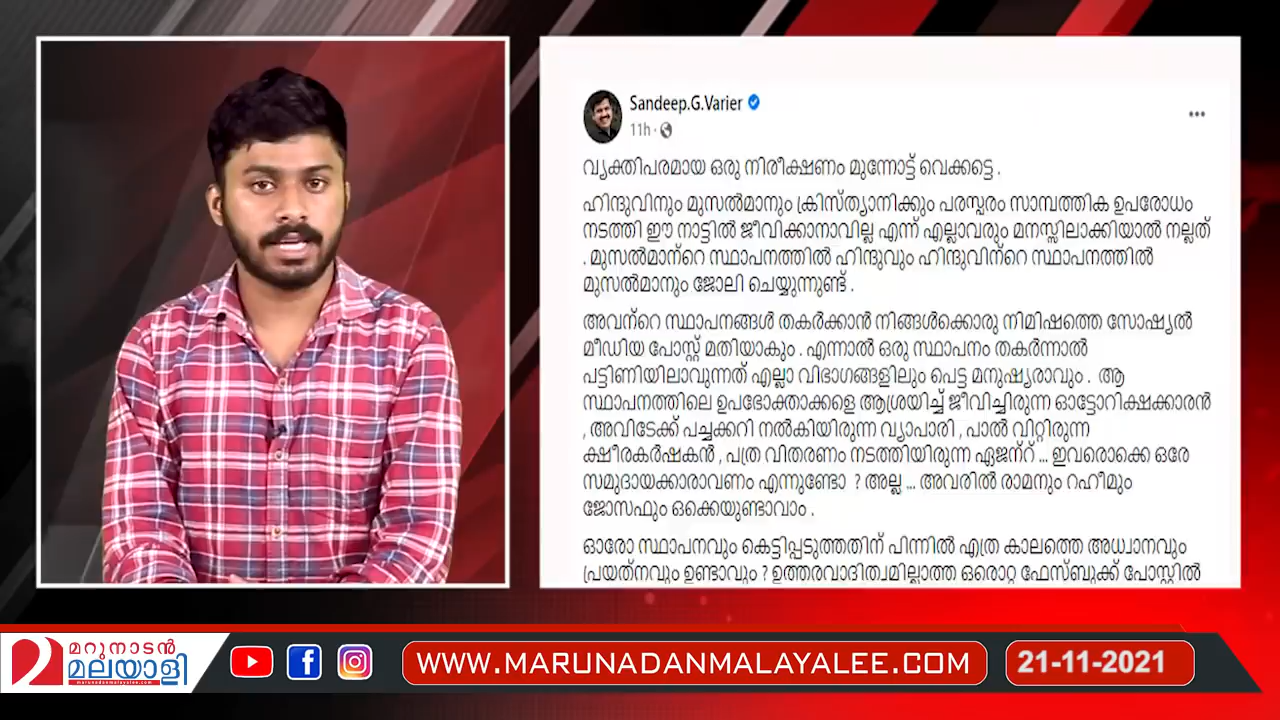 Sandeep.G.Varier
11h ·
വ്യക്തിപരമായ ഒരു നിരീക്ഷണം മുന്നോട്ട് വെക്കട്ടെ .
ഹിന്ദുവിനും മുസൽമാനും ക്രിസ്ത്യാനിക്കും പരസ്പരം സാമ്പത്തിക ഉപരോധം
നടത്തി ഈ നാട്ടിൽ ജീവിക്കാനാവില്ല എന്ന് എല്ലാവരും മനസ്സിലാക്കിയാൽ നല്ലത്
. മുസൽമാന്റെ സ്ഥാപനത്തിൽ ഹിന്ദുവും ഹിന്ദുവിന്റെ സ്ഥാപനത്തിൽ
മുസൽമാനും ജോലി ചെയ്യുന്നുണ്ട് .
അവന്റെ സ്ഥാപനങ്ങൾ തകർക്കാൻ നിങ്ങൾക്കൊരു നിമിഷത്തെ സോഷ്യൽ
മീഡിയ പോസ്റ്റ് മതിയാകും . എന്നാൽ ഒരു സ്ഥാപനം തകർന്നാൽ
പട്ടിണിയിലാവുന്നത് എല്ലാ വിഭാഗങ്ങളിലും പെട്ട മനുഷ്യരാവും . ആ
സ്ഥാപനത്തിലെ ഉപഭോക്താക്കളെ ആശ്രയിച്ച് ജീവിച്ചിരുന്ന ഓട്ടോറിക്ഷക്കാരൻ
, അവിടേക്ക് പച്ചക്കറി നൽകിയിരുന്ന വ്യാപാരി , പാൽ വിറ്റിരുന്ന
ക്ഷീരകർഷകൻ , പത്ര വിതരണം നടത്തിയിരുന്ന ഏജന്റ് ... ഇവരൊക്കെ ഒരേ
സമുദായക്കാരാവണം എന്നുണ്ടോ ? അല്ല ... അവരിൽ രാമനും റഹീമും
ജോസഫും ഒക്കെയുണ്ടാവാം .
ഓരോ സ്ഥാപനവും കെട്ടിപ്പടുത്തതിന് പിന്നിൽ എത്ര കാലത്തെ അധ്വാനവും
പ്രയത്നവും ഉണ്ടാവും ? ഉത്തരവാദിത്വമില്ലാത്ത ഒരൊറ്റ ഫേസ്ബുക്ക് പോസ്റ്റിൽ
മറുനാടൻ
മലയാളി
marunadanmalayalee.com
WWW.MARUNADANMALAYALEE.COM
21-11-2021